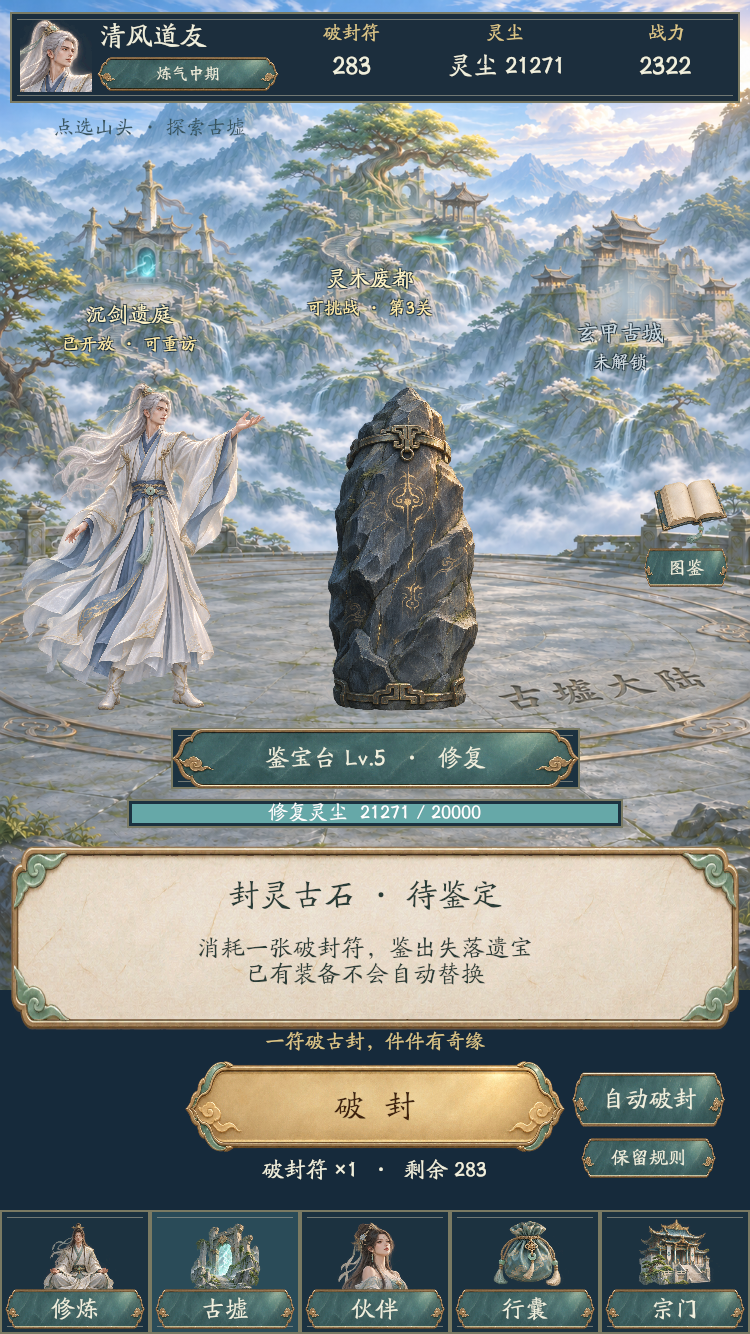 清风道友
炼气中期
破封符
283
灵尘
灵尘 21271
战力
2322
点选山头 · 探索古墟
灵木废都
可挑战 · 第3关
沉剑遗庭
已开放 · 可重访
玄甲古城
未解锁
图鉴
古墟大陆
鉴宝台 Lv.5 · 修复
修复灵尘 21271 / 20000
封灵古石 · 待鉴定
消耗一张破封符，鉴出失落遗宝
已有装备不会自动替换
一符破古封，件件有奇缘
破 封
自动破封
破封符 ×1 · 剩余 283
保留规则
修炼
古墟
伙伴
行囊
宗门